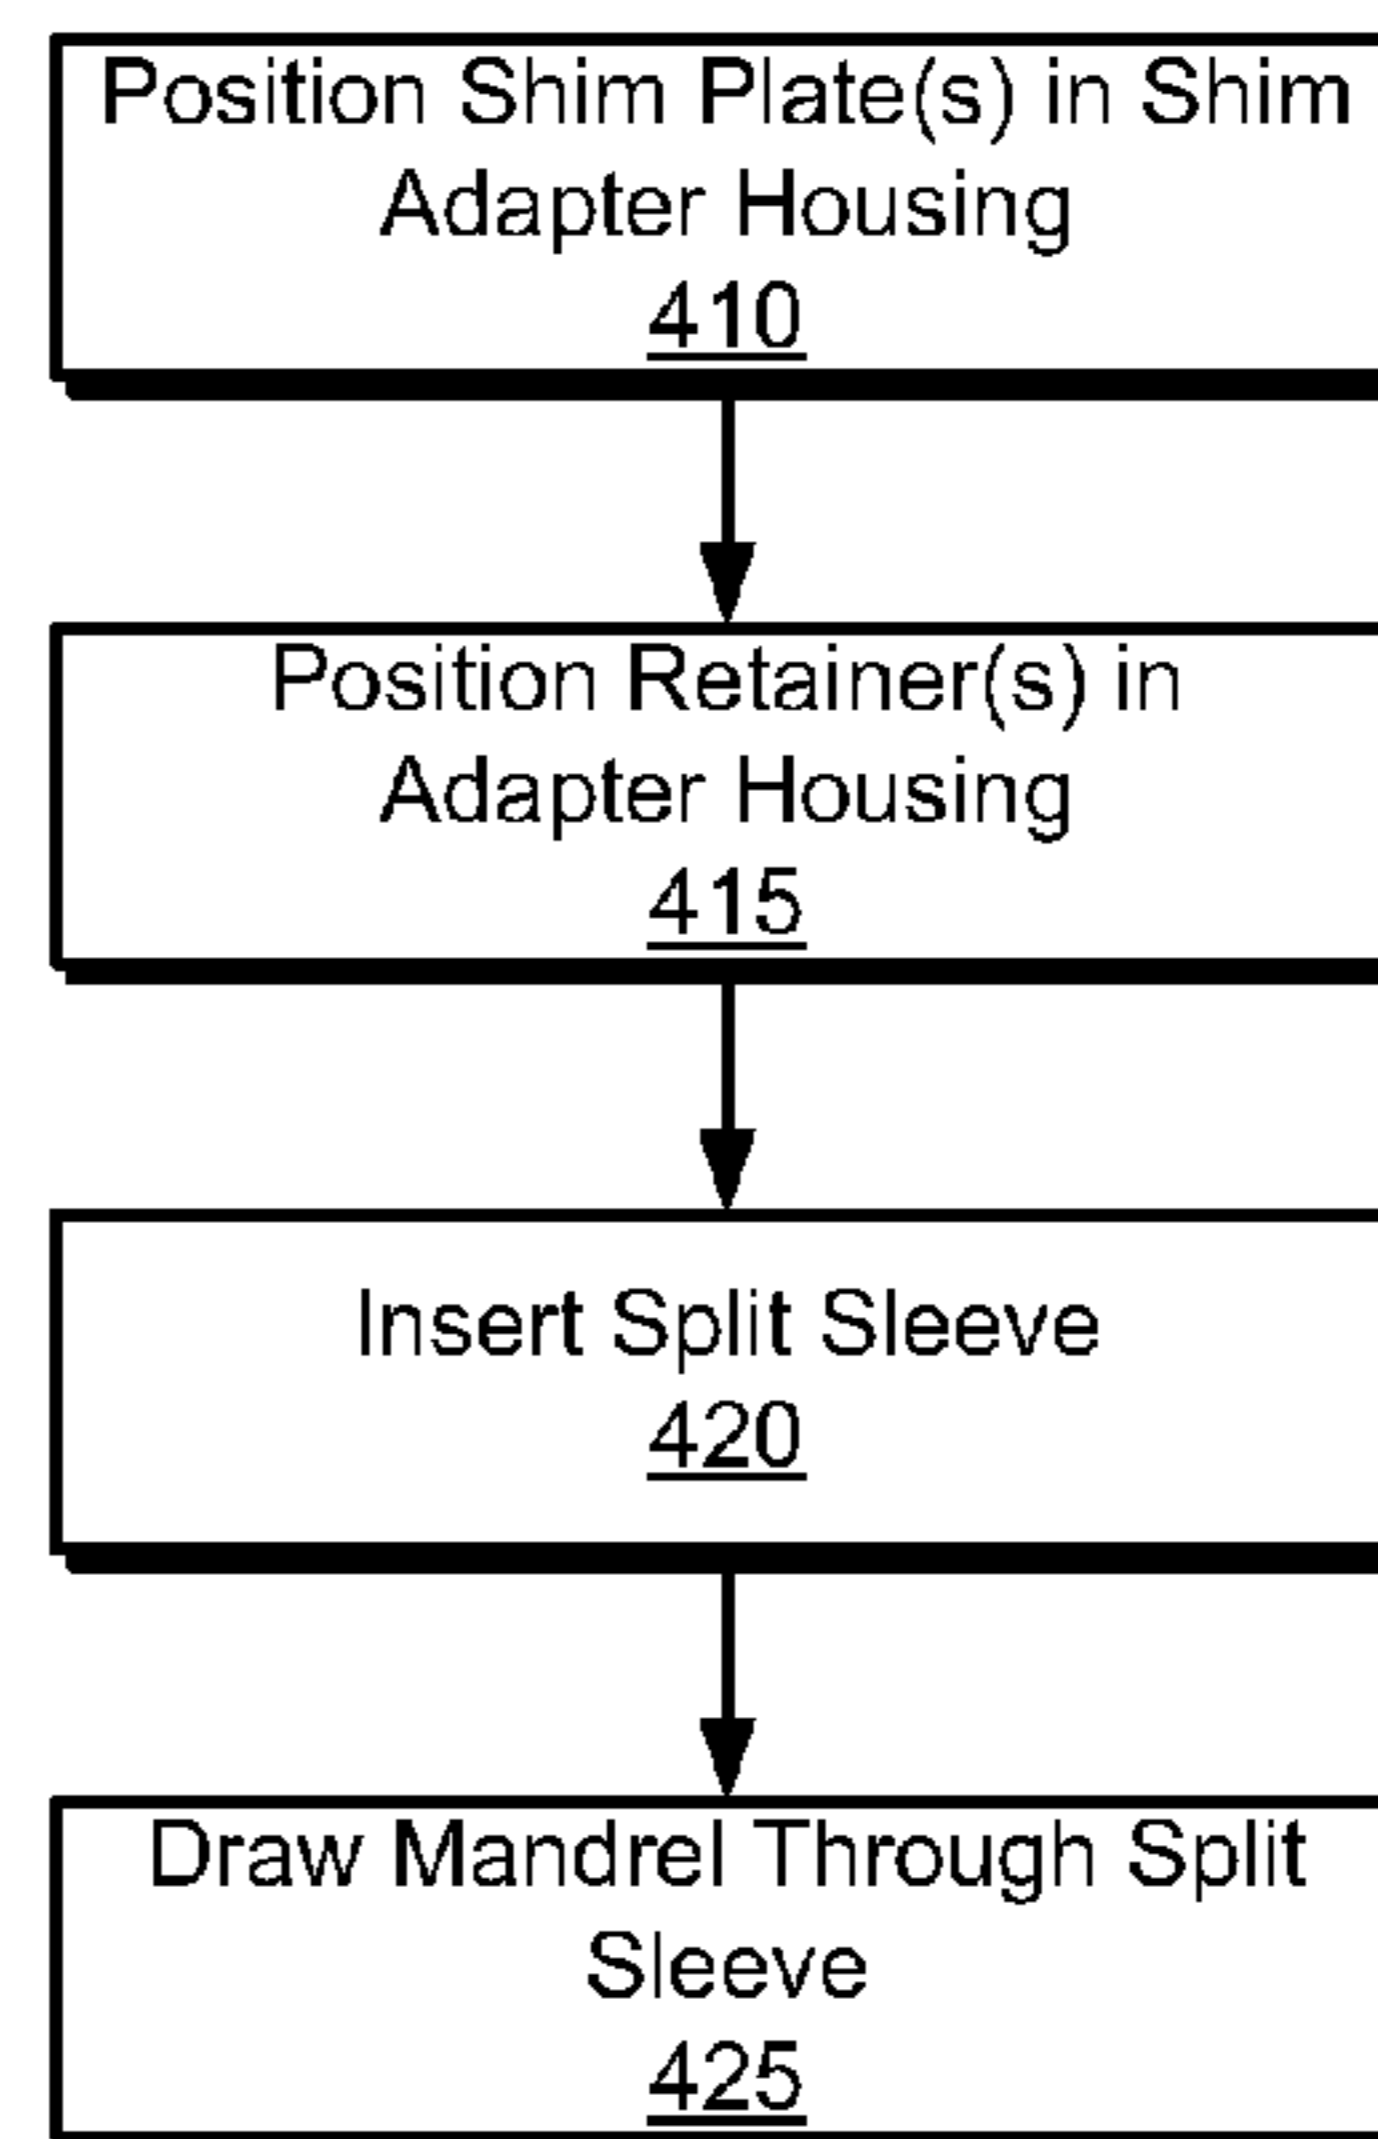 Position Shim Plate(s) in Shim
Adapter Housing
410
Position Retainer(s) in
Adapter Housing
415
Insert Split Sleeve
420
Draw Mandrel Through Split
Sleeve
425